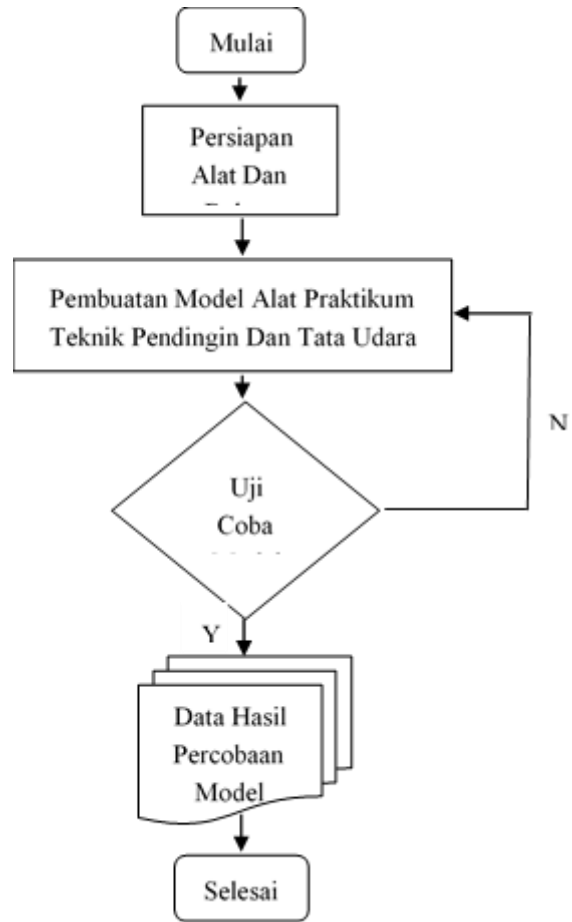 Mulai
Persiapan
Alat Dan
Pembuatan Model Alat Praktikum
Teknik Pendingin Dan Tata Udara
N
Uji
Coba
Y
Data Hasil
Percobaan
Model
Selesai